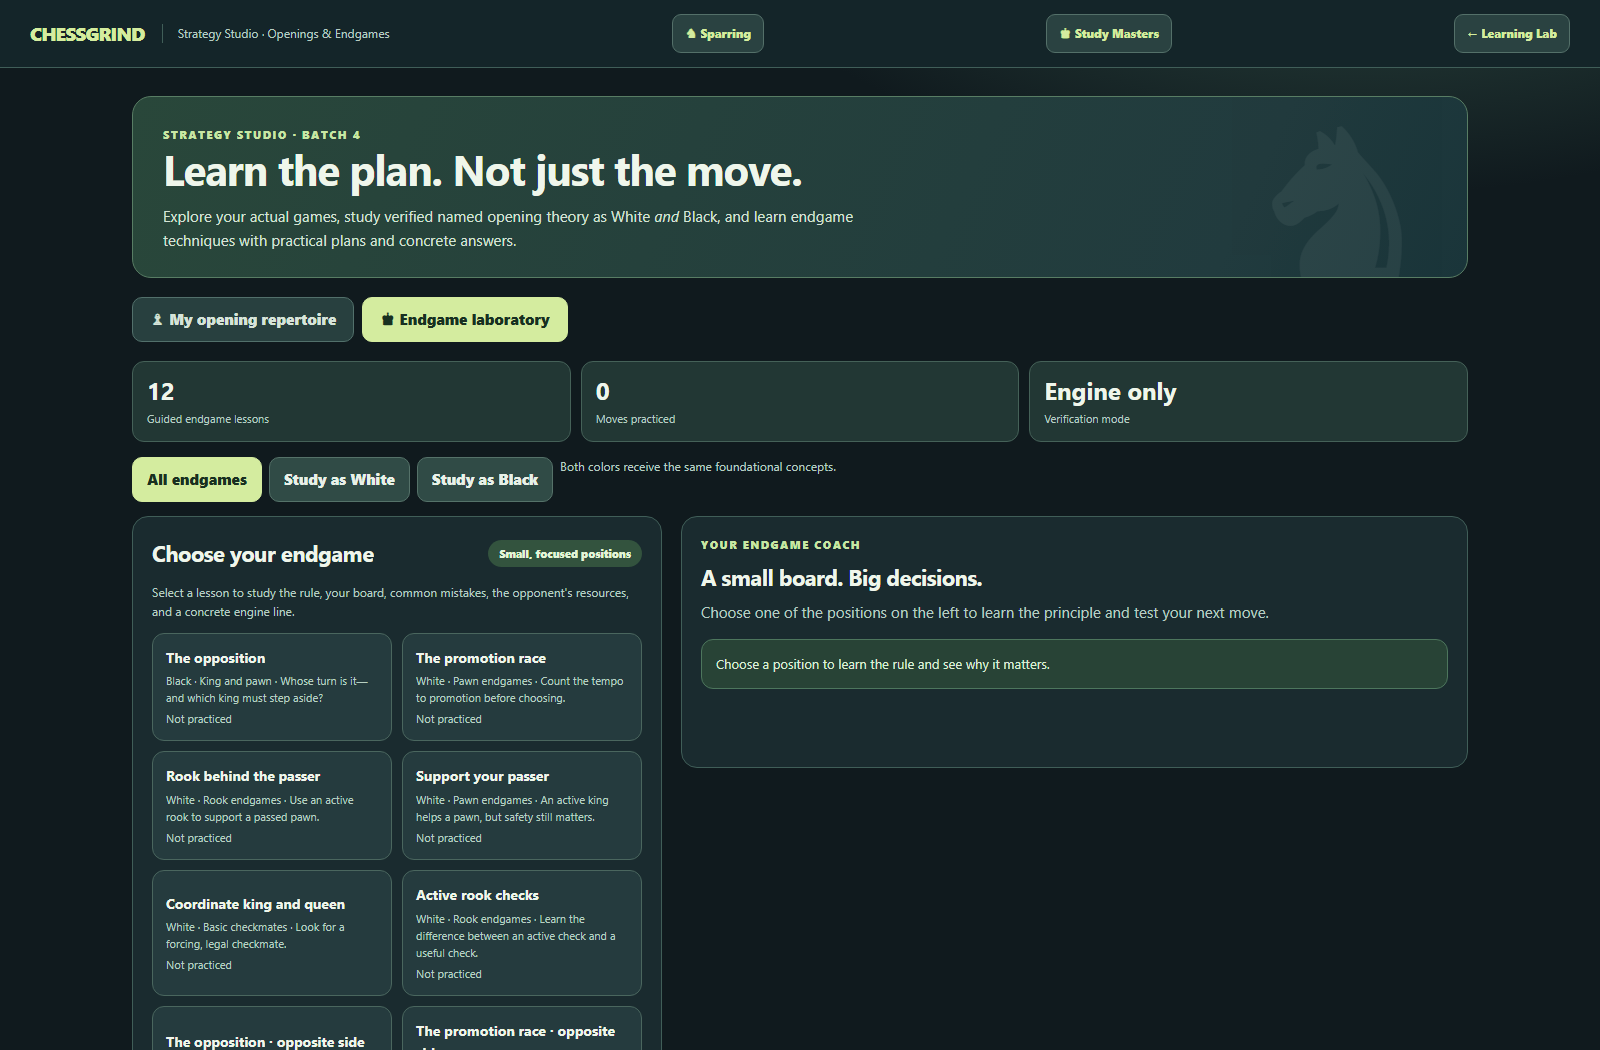 CHESSGRIND
Strategy Studio · Openings & Endgames
♞ Sparring
♚ Study Masters
← Learning Lab
STRATEGY STUDIO · BATCH 4
Learn the plan. Not just the move.
Explore your actual games, study verified named opening theory as White and Black, and learn endgame
techniques with practical plans and concrete answers.
♝ My opening repertoire
♚ Endgame laboratory
12
Guided endgame lessons
0
Moves practiced
Engine only
Verification mode
All endgames
Study as White
Study as Black
Both colors receive the same foundational concepts.
Choose your endgame
Small, focused positions
Select a lesson to study the rule, your board, common mistakes, the opponent's resources,
and a concrete engine line.
The opposition
Black · King and pawn · Whose turn is it—
and which king must step aside?
Not practiced
The promotion race
White · Pawn endgames · Count the tempo
to promotion before choosing.
Not practiced
Rook behind the passer
White · Rook endgames · Use an active
rook to support a passed pawn.
Not practiced
Support your passer
White · Pawn endgames · An active king
helps a pawn, but safety still matters.
Not practiced
Coordinate king and queen
White · Basic checkmates · Look for a
forcing, legal checkmate.
Not practiced
Active rook checks
White · Rook endgames · Learn the
difference between an active check and a
useful check.
Not practiced
The opposition · opposite side
The promotion race · opposite
YOUR ENDGAME COACH
A small board. Big decisions.
Choose one of the positions on the left to learn the principle and test your next move.
Choose a position to learn the rule and see why it matters.